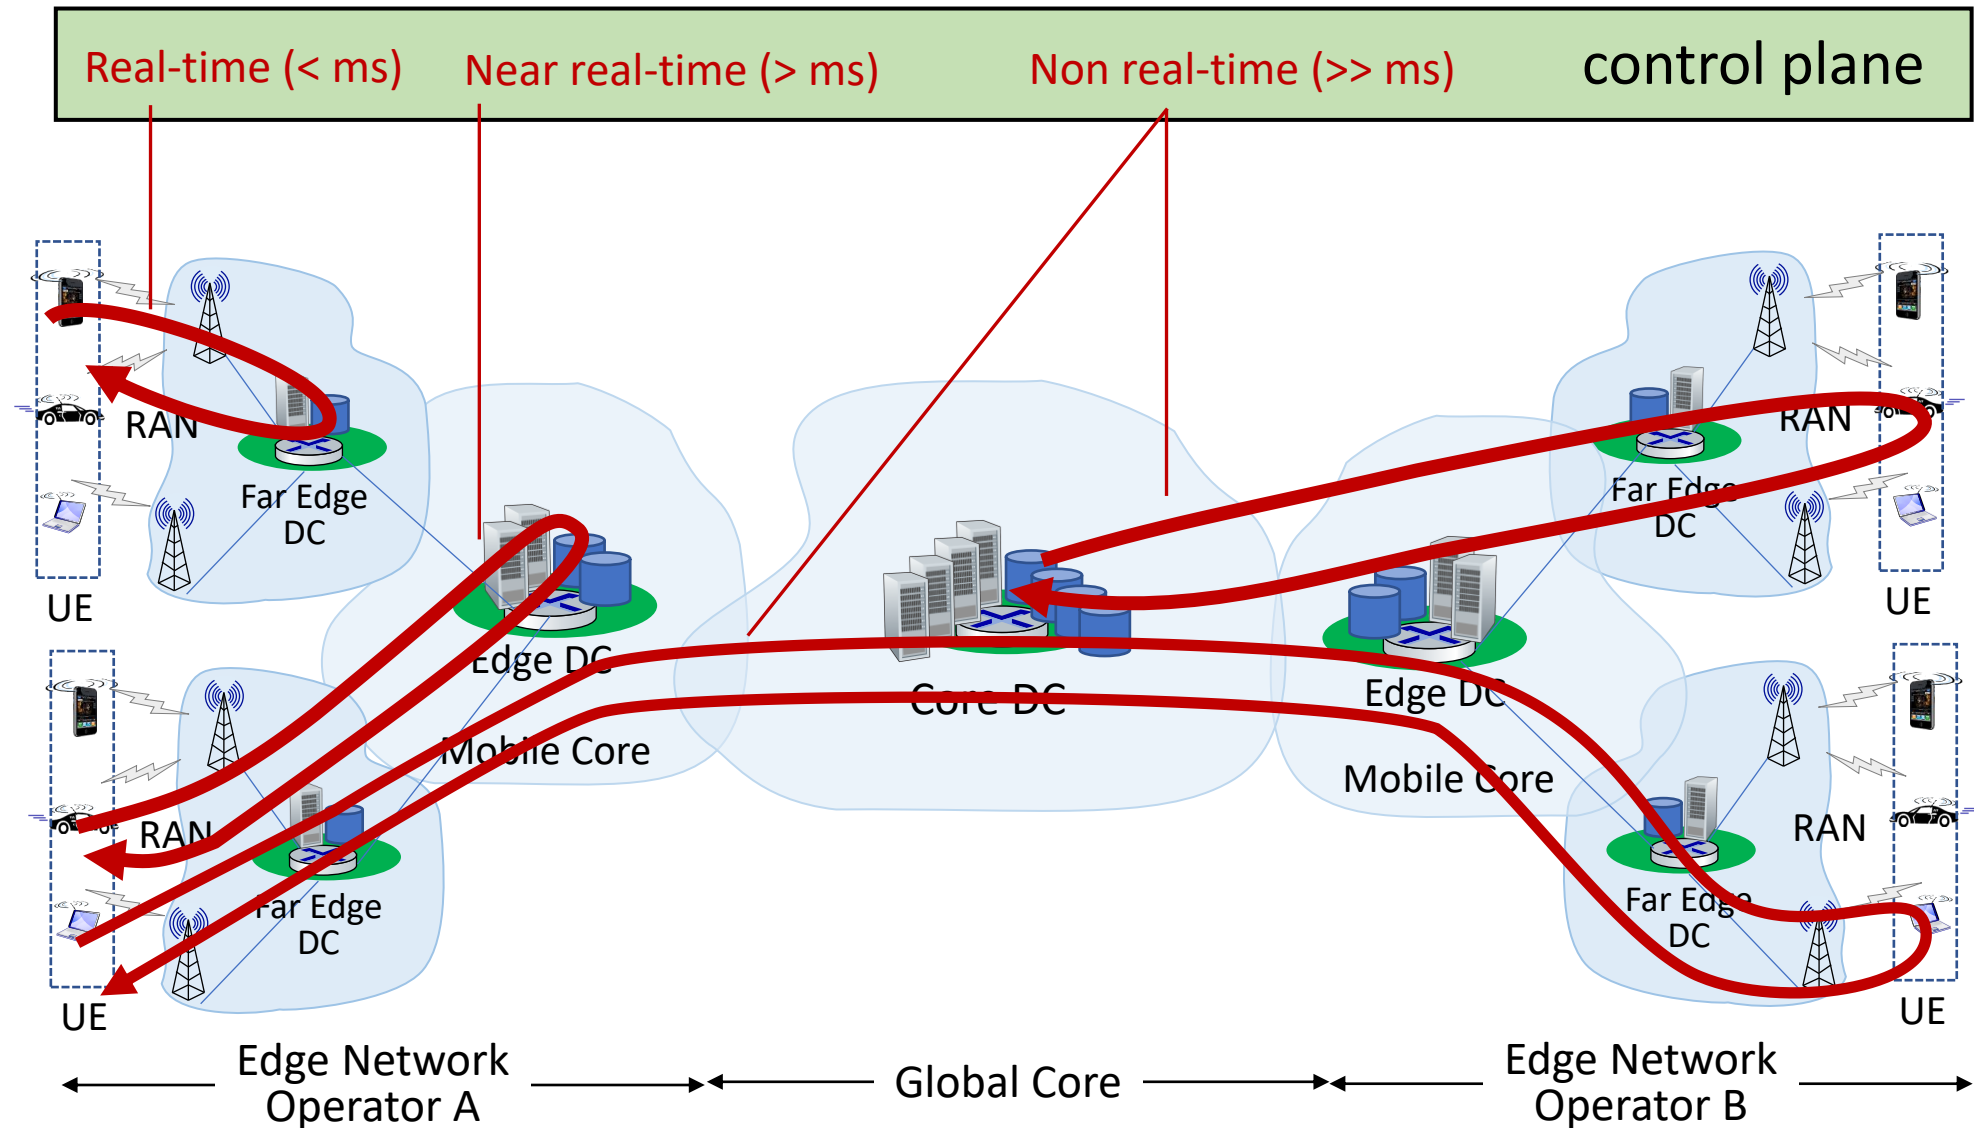 Real-time (< ms)
Near real-time (> ms)
Non real-time (>> ms)
control plane
RAN
Far Edge
DC
UE
RAN
Far Edge
DC
UE
Edge DC
Mobile Core
Core DC
Edge DC
Mobile Core
RAN
Far Edge
DC
UE
RAN
Far Edge
DC
UE
Edge Network
Operator A
Global Core
Edge Network
Operator B